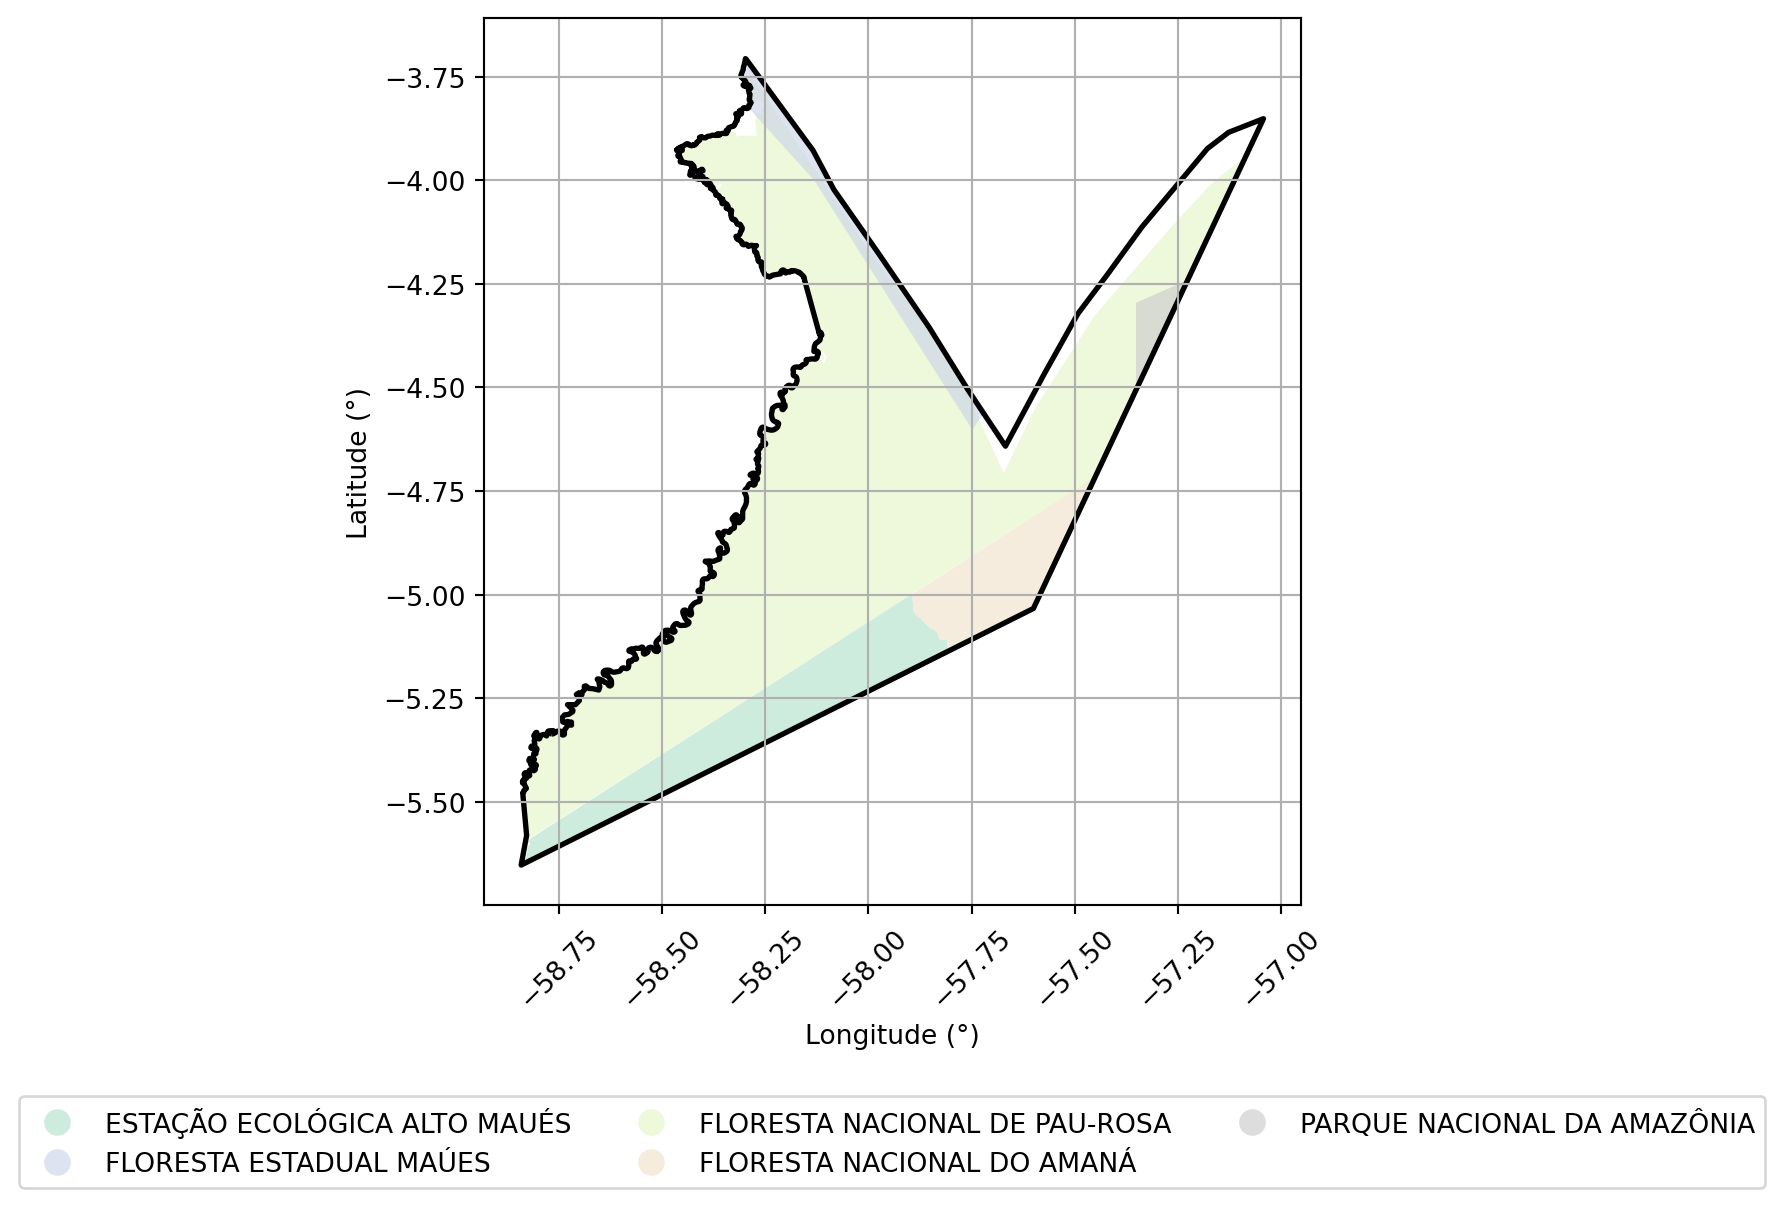 −3.75
−4.00
−4.25
−4.50
−4.75
−5.00
−5.25
−5.50
Latitude (°)
−58.75
−58.50
−58.25
−58.00
−57.75
−57.50
−57.25
−57.00
Longitude (°)
ESTAÇÃO ECOLÓGICA ALTO MAUÉS
FLORESTA ESTADUAL MAÚES
FLORESTA NACIONAL DE PAU-ROSA
FLORESTA NACIONAL DO AMANÁ
PARQUE NACIONAL DA AMAZÔNIA